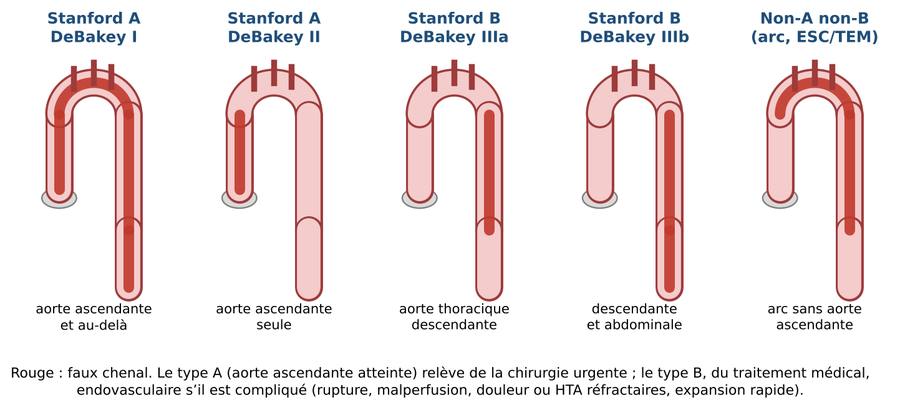 Stanford A
DeBakey I
Stanford A
DeBakey II
Stanford B
DeBakey IIIa
Stanford B
DeBakey IIIb
Non-A non-B
(arc, ESC/TEM)
aorte ascendante
et au-delà
aorte ascendante
seule
aorte thoracique
descendante
descendante
et abdominale
arc sans aorte
ascendante
Rouge : faux chenal. Le type A (aorte ascendante atteinte) relève de la chirurgie urgente ; le type B, du traitement médical,
endovasculaire s’il est compliqué (rupture, malperfusion, douleur ou HTA réfractaires, expansion rapide).